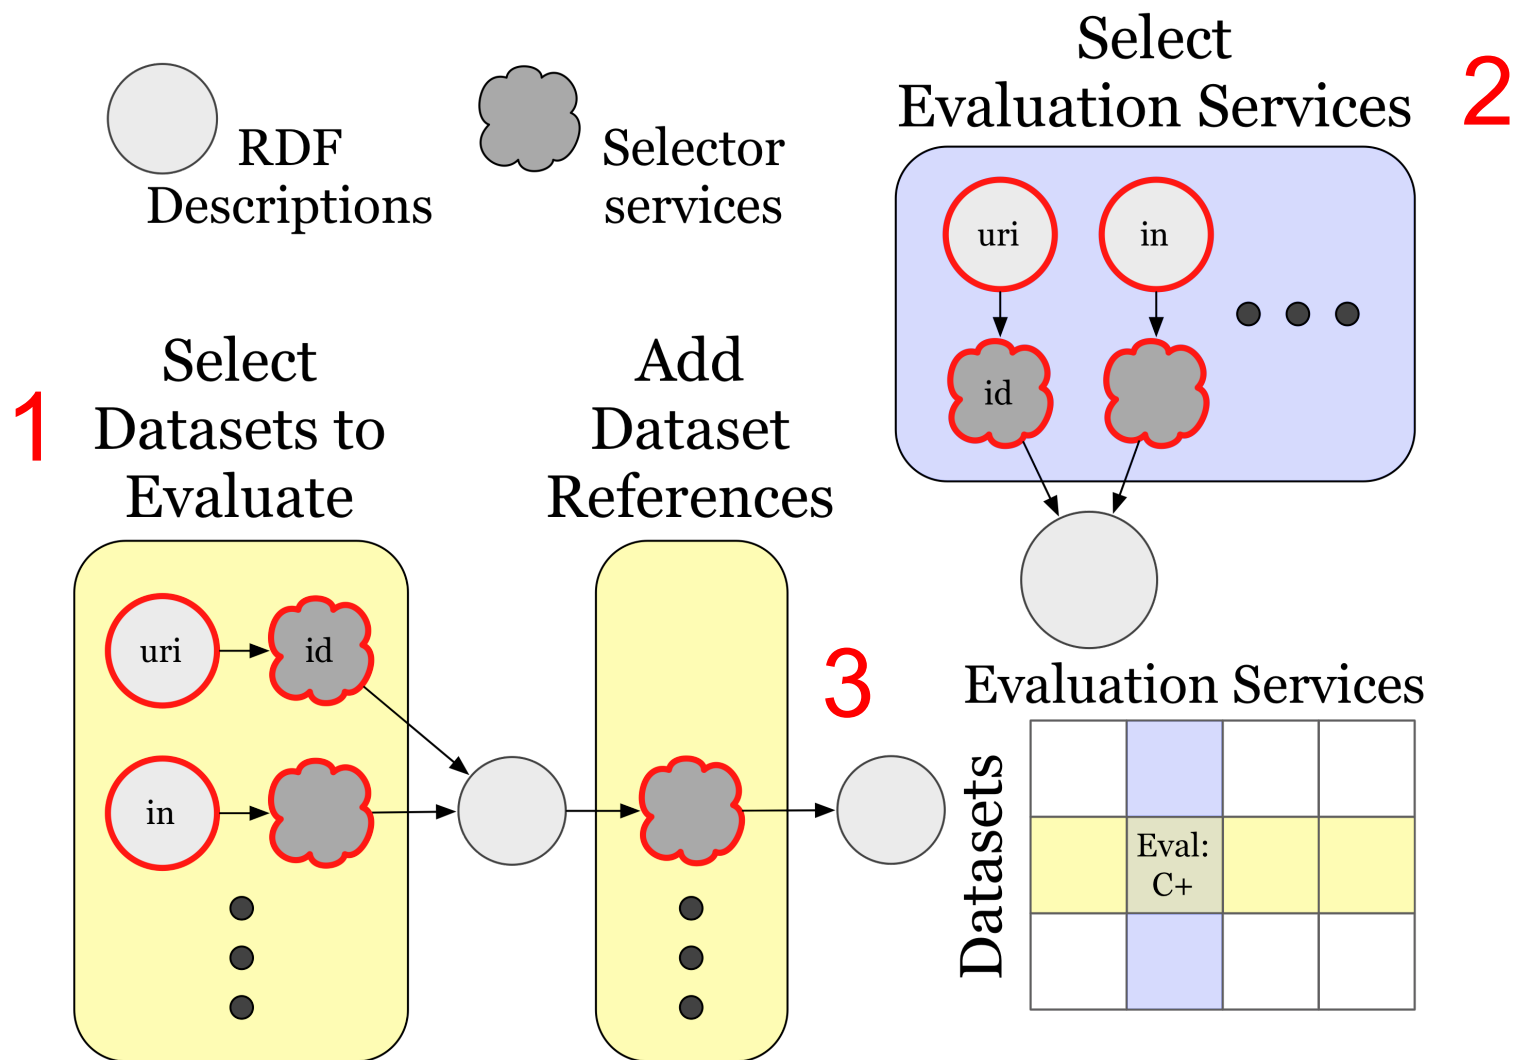 RDF
Descriptions
Selector
services
Select
Evaluation Services
2
uri
in
id
1
Select
Datasets to
Evaluate
Add
Dataset
References
uri
id
in
3
Evaluation Services
Datasets
Eval:
C+